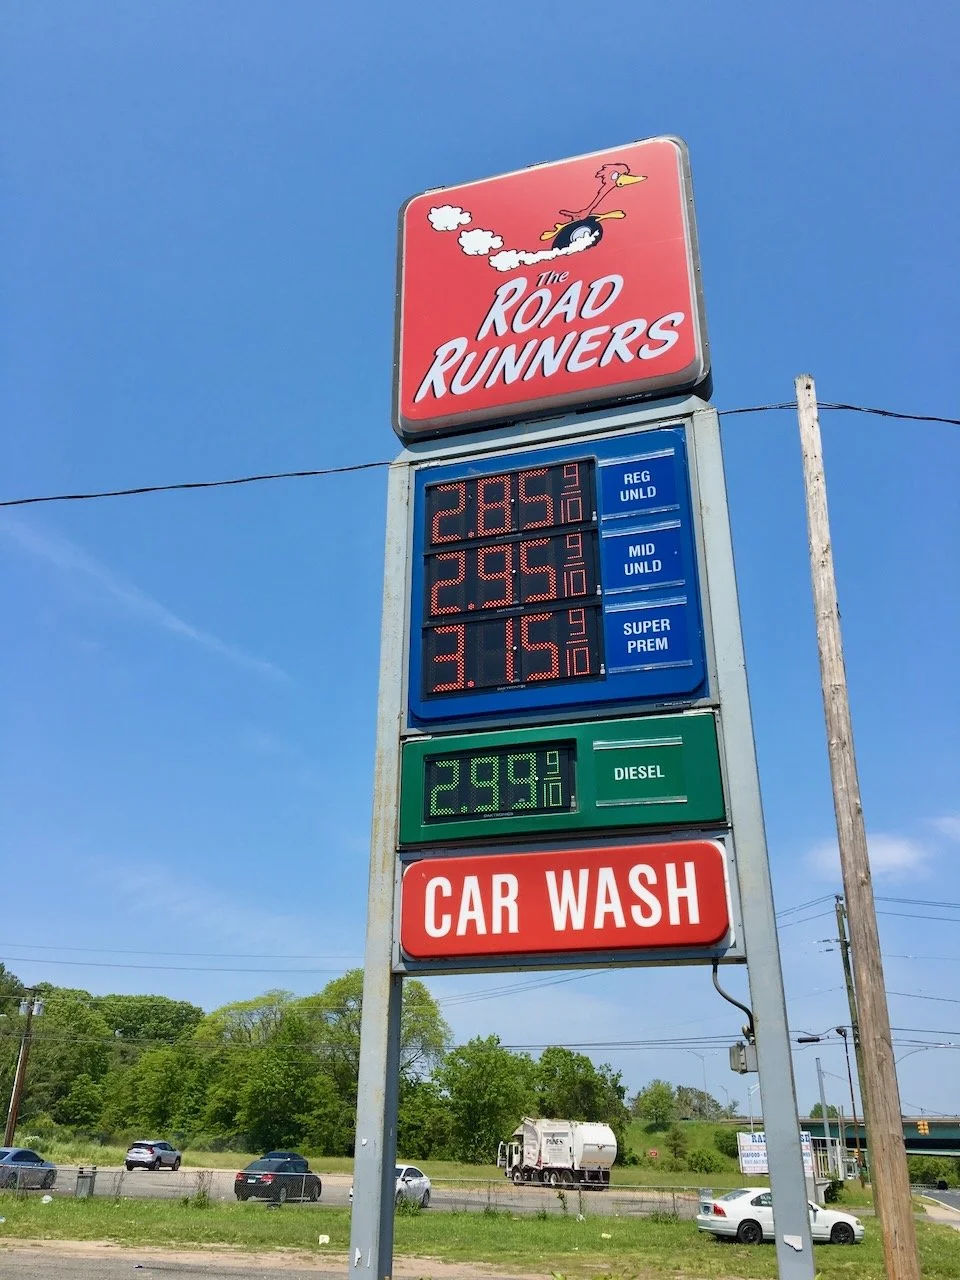 The
ROAD
RUNNERS
2.85 9/10
REG
UNLD
2.95 9/10
MID
UNLD
3.15 9/10
SUPER
PREM
2.99 9/10
DIESEL
CAR WASH